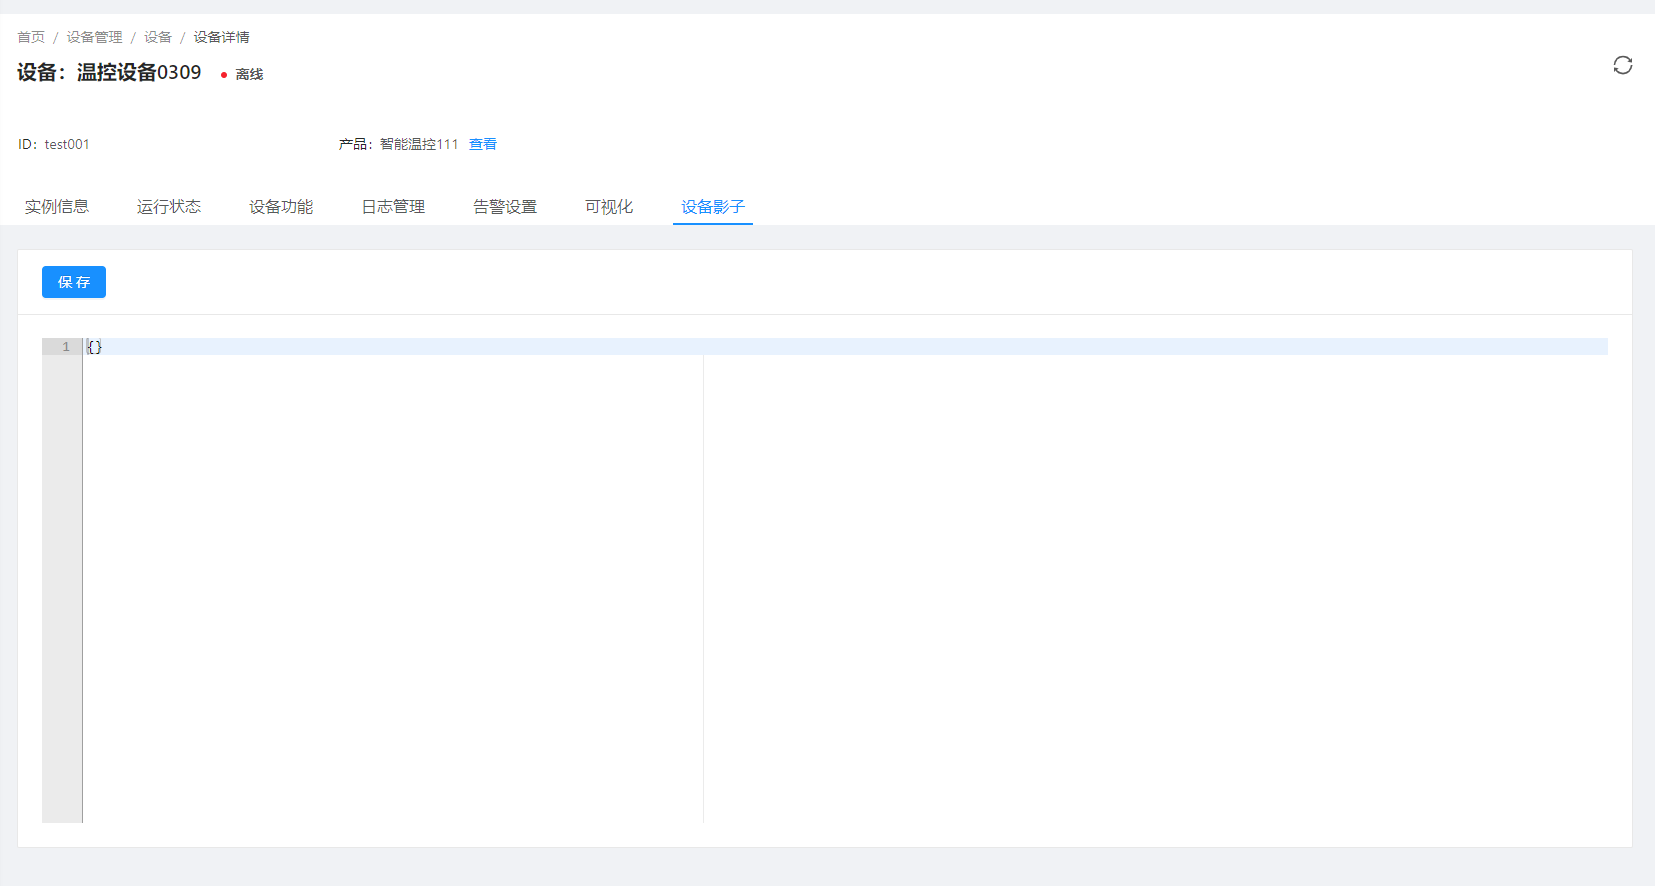 首页 / 设备管理 / 设备 / 设备详情
设备：温控设备0309 离线
ID：test001 产品：智能温控111 查看
实例信息 运行状态 设备功能 日志管理 告警设置 可视化 设备影子
保 存
1 {}